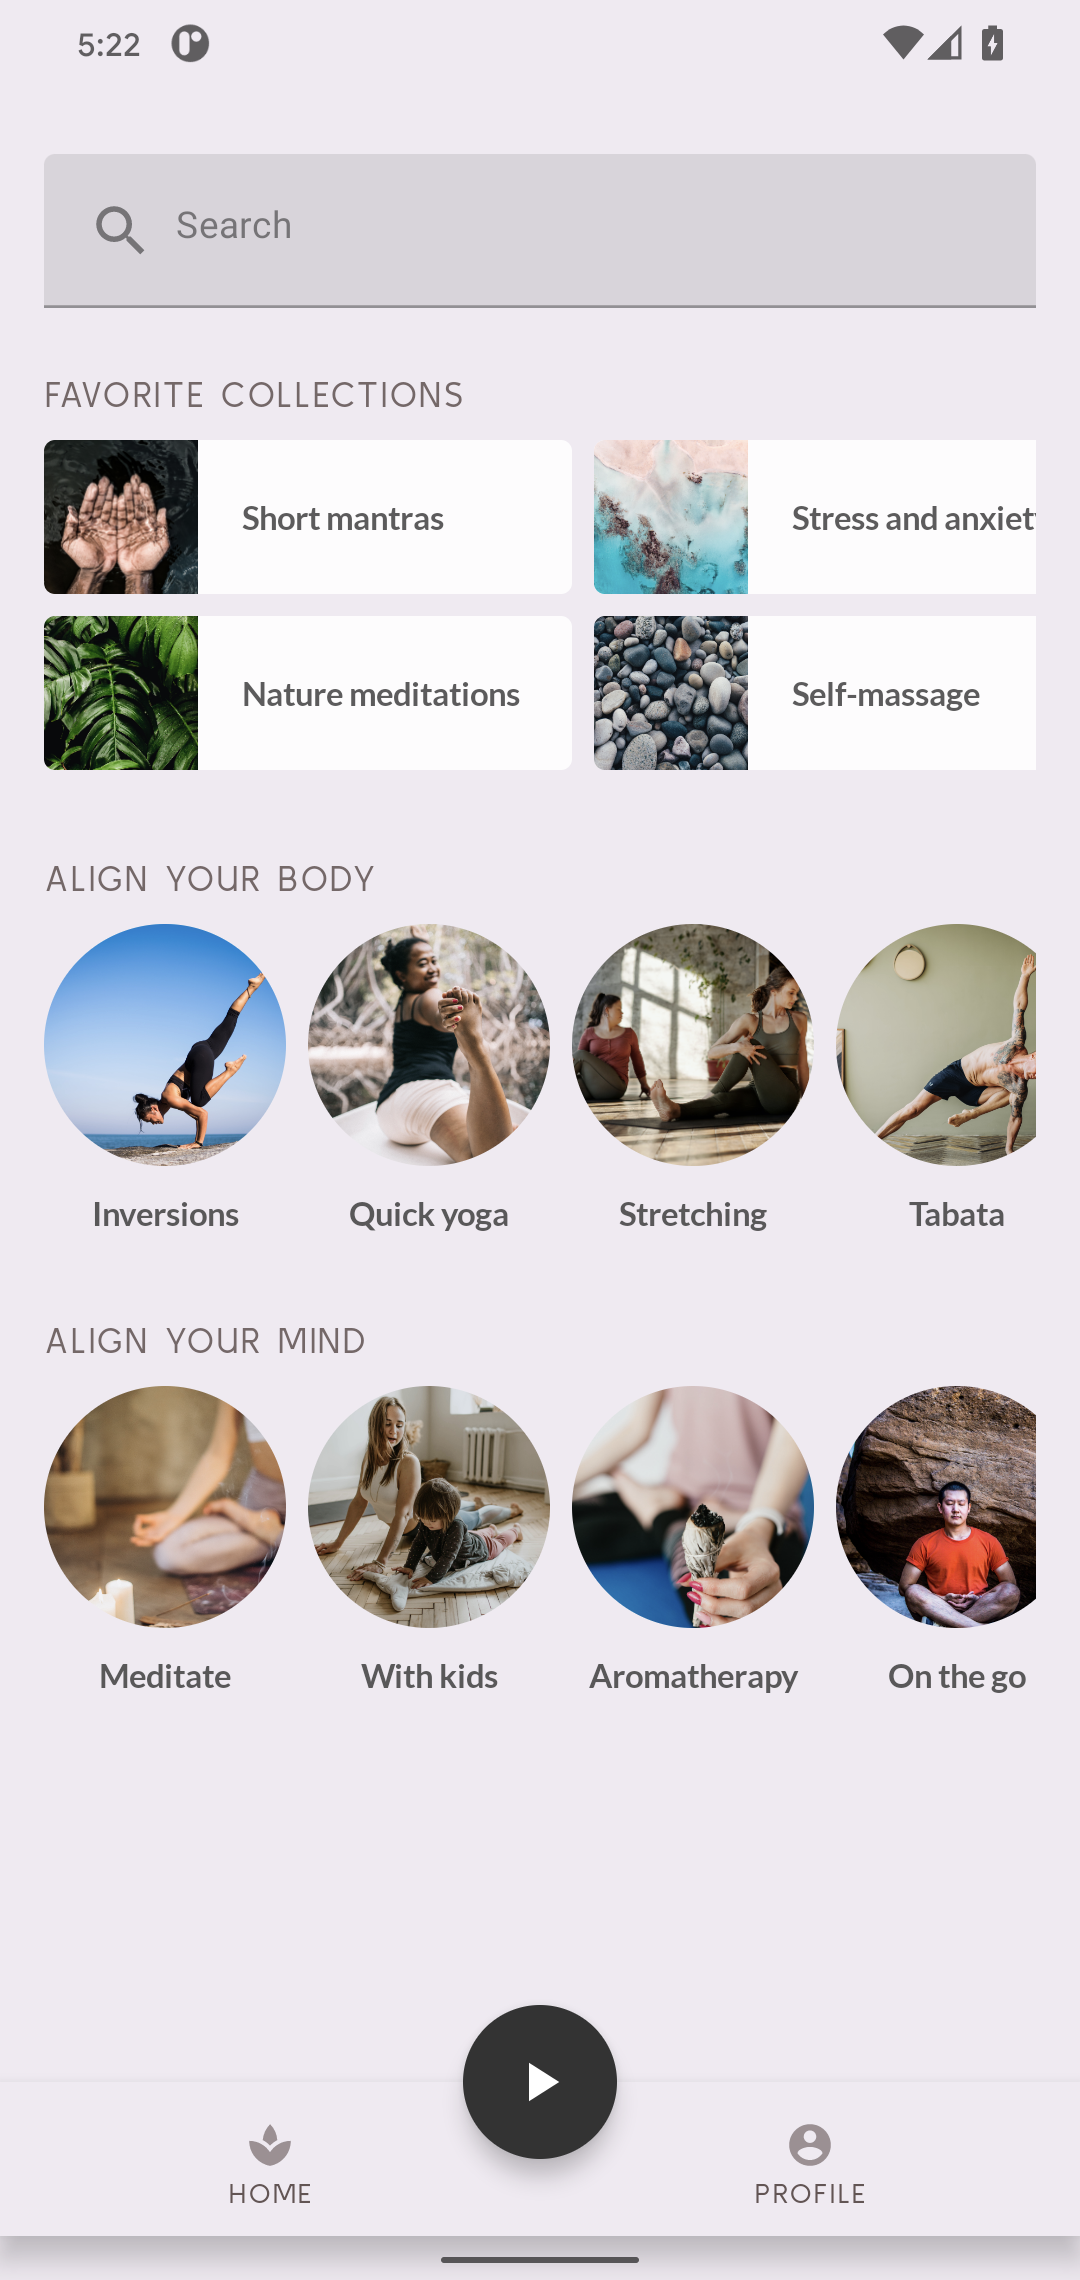 5:22
Search
FAVORITE COLLECTIONS
Short mantras
Stress and anxiety
Nature meditations
Self-massage
ALIGN YOUR BODY
Inversions
Quick yoga
Stretching
Tabata
ALIGN YOUR MIND
Meditate
With kids
Aromatherapy
On the go
HOME
PROFILE